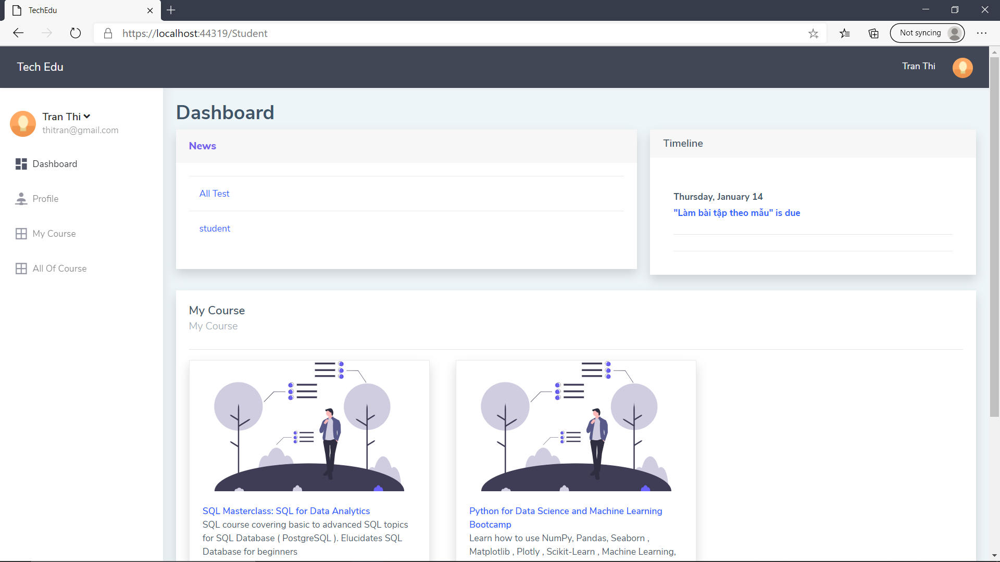 TechEdu
https://localhost:44319/Student
Not syncing
Tech Edu
Tran Thi
Tran Thi
thitran@gmail.com
Dashboard
Profile
My Course
All Of Course
Dashboard
News
All Test
student
Timeline
Thursday, January 14
"Làm bài tập theo mẫu" is due
My Course
My Course
SQL Masterclass: SQL for Data Analytics
SQL course covering basic to advanced SQL topics
for SQL Database ( PostgreSQL ). Elucidates SQL
Database for beginners
Python for Data Science and Machine Learning
Bootcamp
Learn how to use NumPy, Pandas, Seaborn ,
Matplotlib , Plotly , Scikit-Learn , Machine Learning,